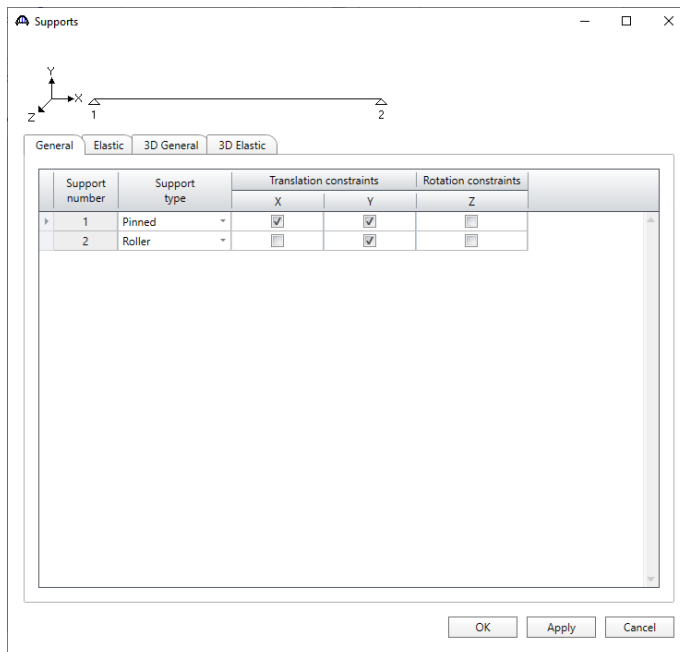 Supports
Y
X
Z
1
2
General Elastic 3D General 3D Elastic
Support number Support type Translation constraints Rotation constraints
X Y Z
1 Pinned
2 Roller
OK Apply Cancel